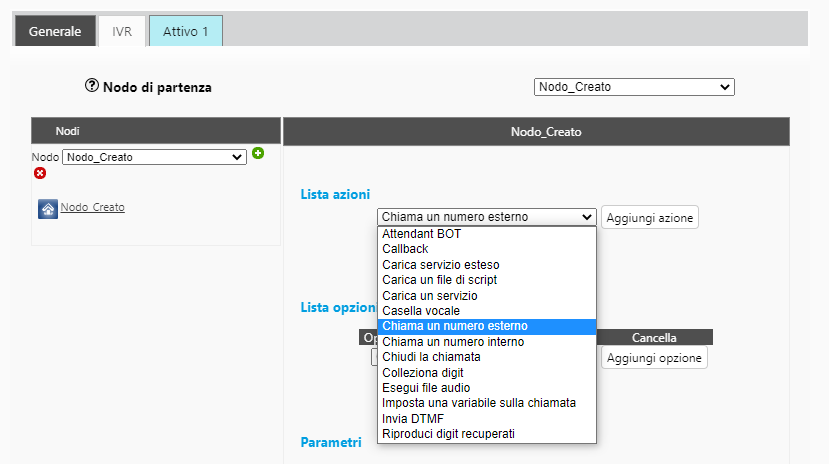 Generale IVR Attivo 1
Nodo di partenza Nodo_Creato
Nodi Nodo_Creato
Nodo Nodo_Creato
Nodo_Creato
Lista azioni
Chiama un numero esterno Aggiungi azione
Attendant BOT
Callback
Carica servizio esteso
Carica un file di script
Carica un servizio
Casella vocale
Lista opzioni
Chiama un numero esterno
Chiama un numero interno Cancella
Chiudi la chiamata Aggiungi opzione
Colleziona digit
Esegui file audio
Imposta una variabile sulla chiamata
Invia DTMF
Riproduci digit recuperati
Parametri